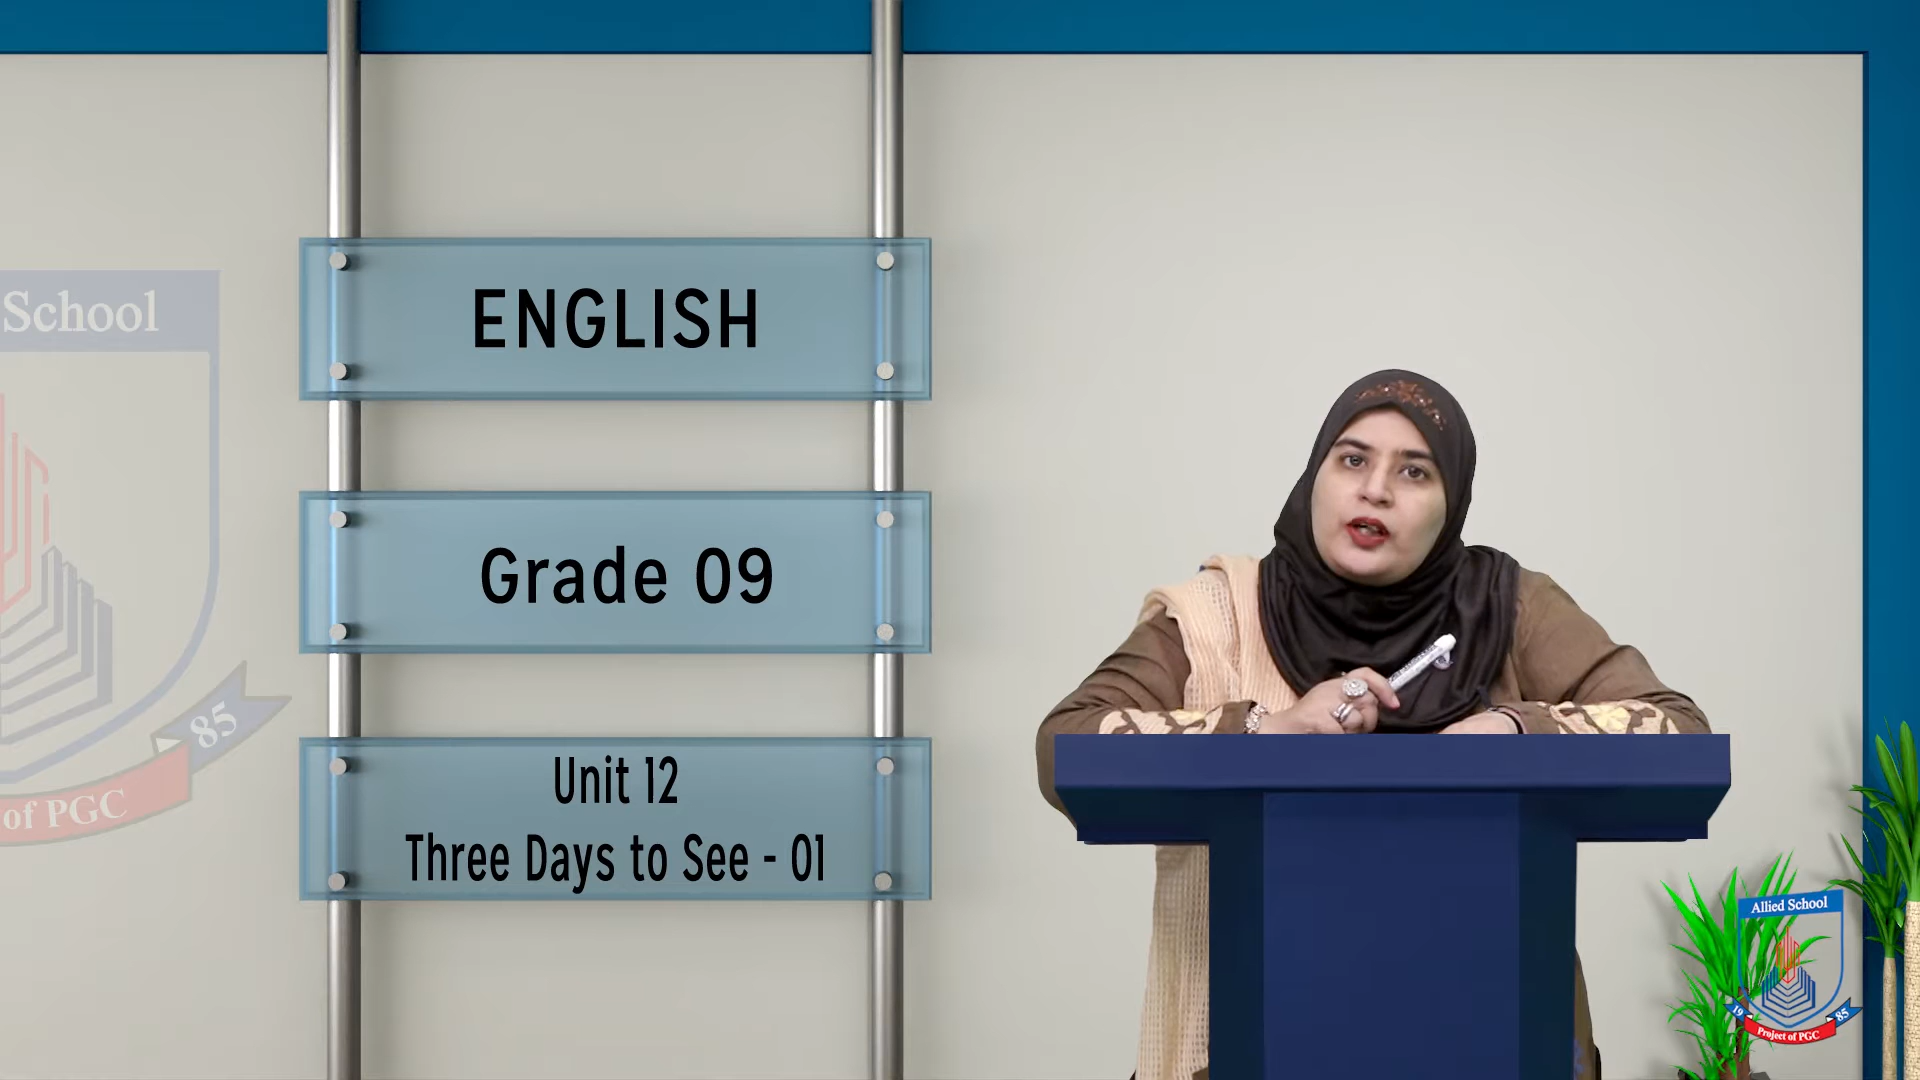 School
of PGC
85
ENGLISH
Grade 09
Unit 12
Three Days to See - 01
Allied School
19
85
Project of PGC